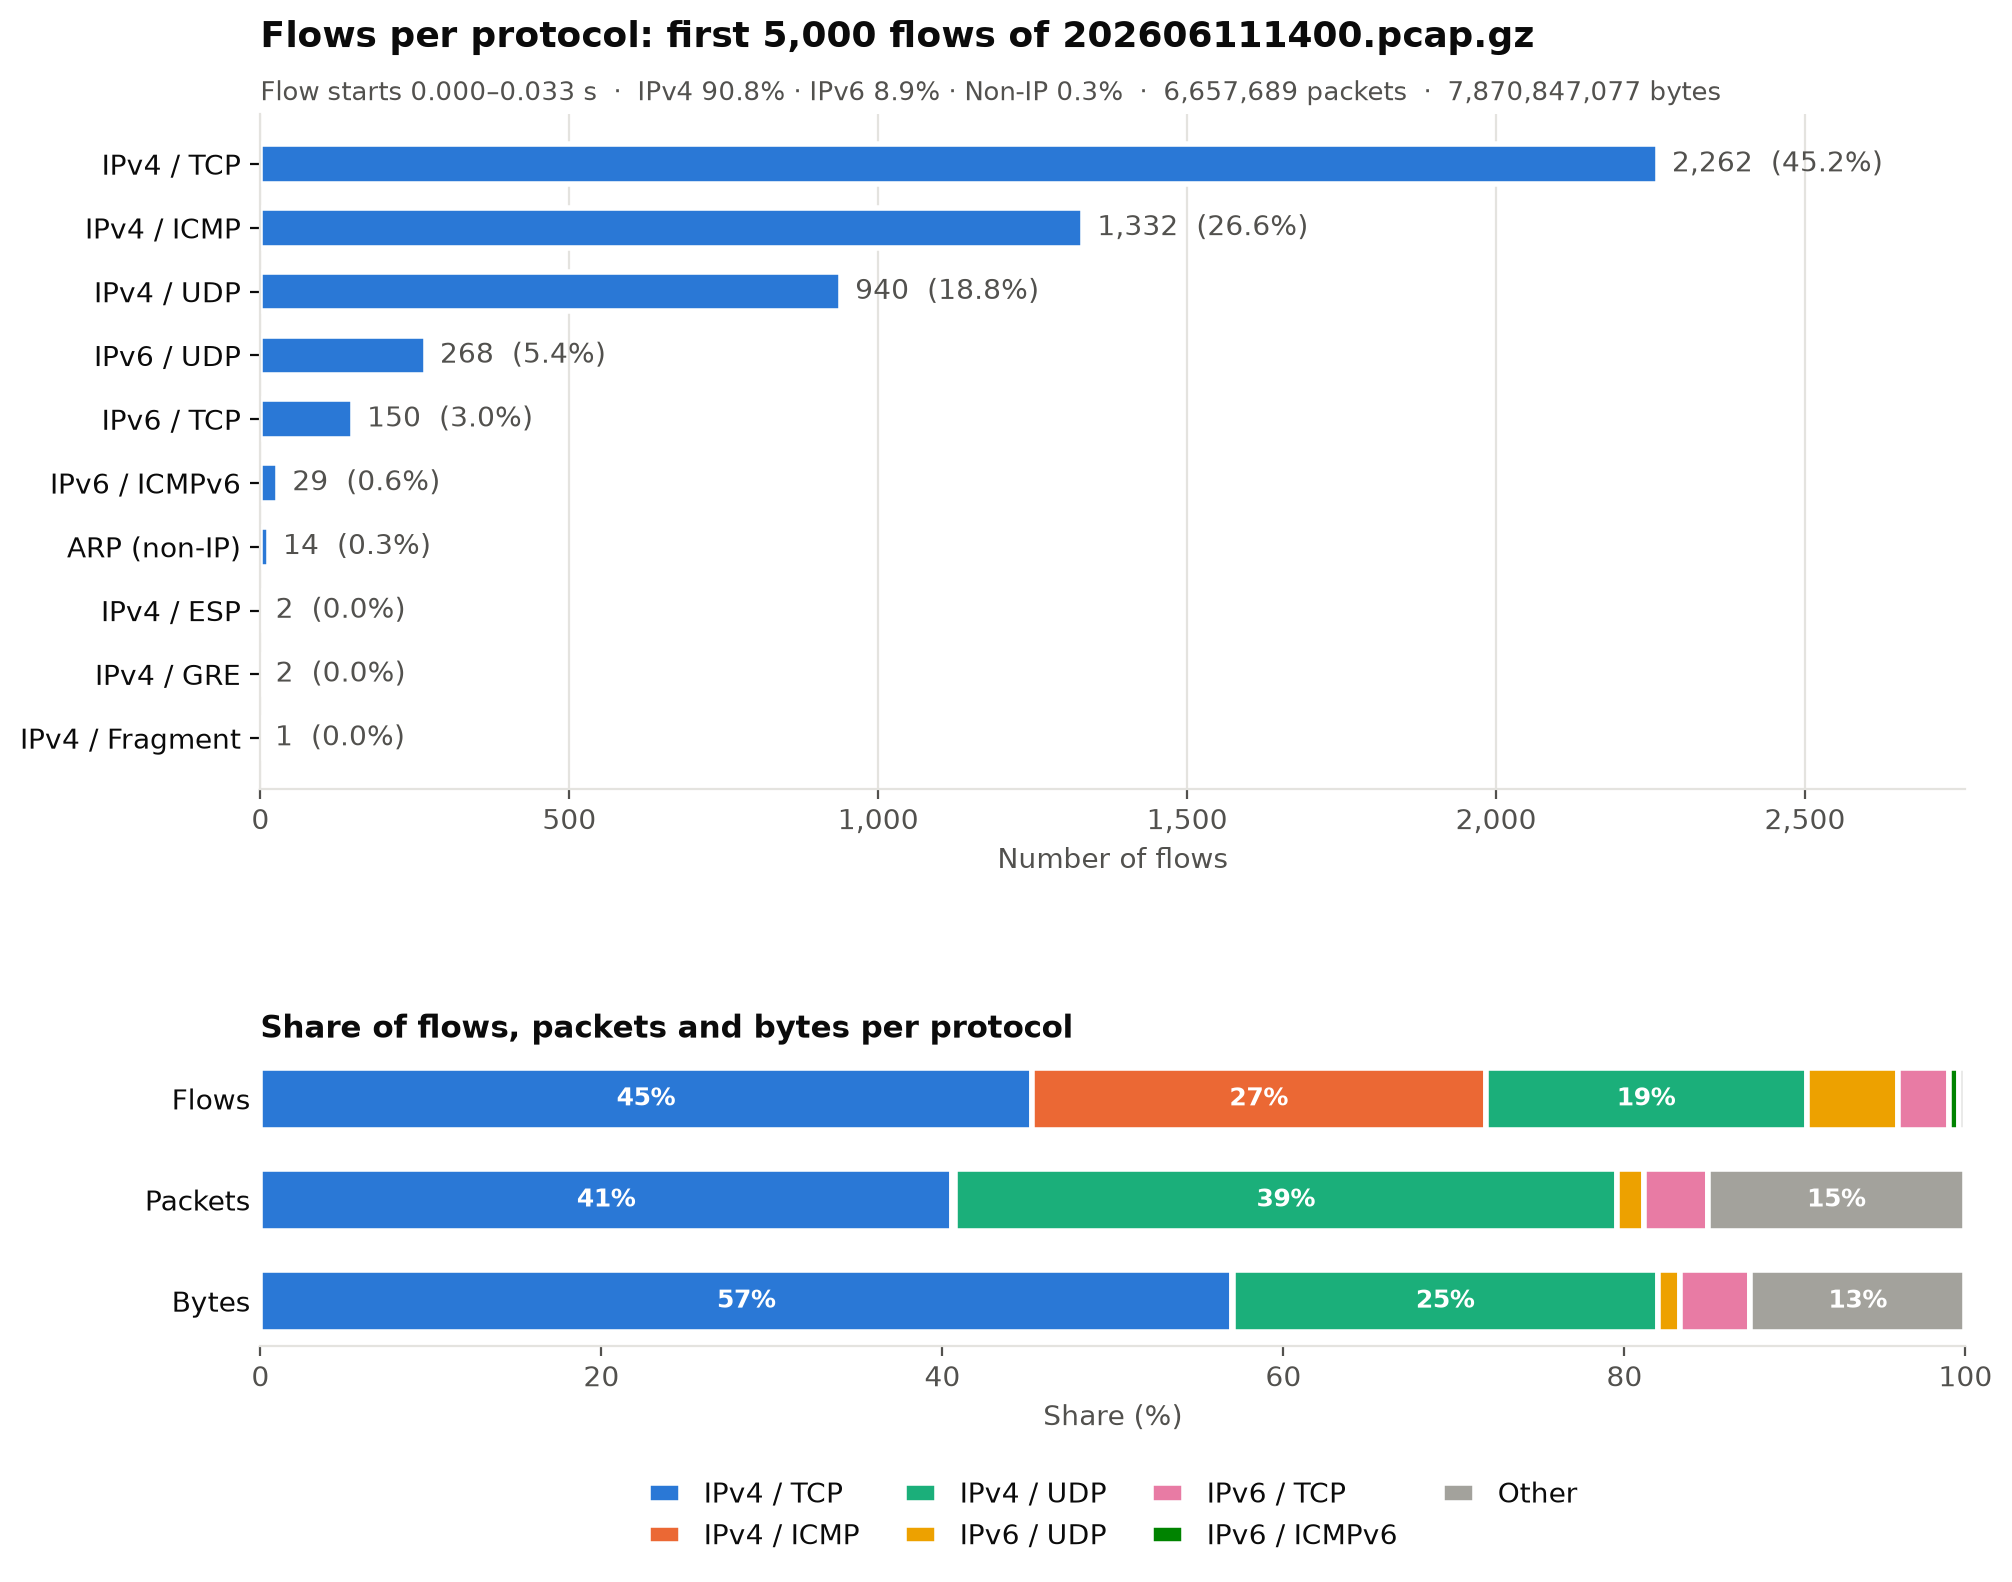 Flows per protocol: first 5,000 flows of 202606111400.pcap.gz
Flow starts 0.000–0.033 s · IPv4 90.8% · IPv6 8.9% · Non-IP 0.3% · 6,657,689 packets · 7,870,847,077 bytes
IPv4 / TCP 2,262 (45.2%)
IPv4 / ICMP 1,332 (26.6%)
IPv4 / UDP 940 (18.8%)
IPv6 / UDP 268 (5.4%)
IPv6 / TCP 150 (3.0%)
IPv6 / ICMPv6 29 (0.6%)
ARP (non-IP) 14 (0.3%)
IPv4 / ESP 2 (0.0%)
IPv4 / GRE 2 (0.0%)
IPv4 / Fragment 1 (0.0%)
0 500 1,000 1,500 2,000 2,500
Number of flows
Share of flows, packets and bytes per protocol
Flows 45% 27% 19%
Packets 41% 39% 15%
Bytes 57% 25% 13%
0 20 40 60 80 100
Share (%)
IPv4 / TCP IPv4 / UDP IPv6 / TCP Other
IPv4 / ICMP IPv6 / UDP IPv6 / ICMPv6